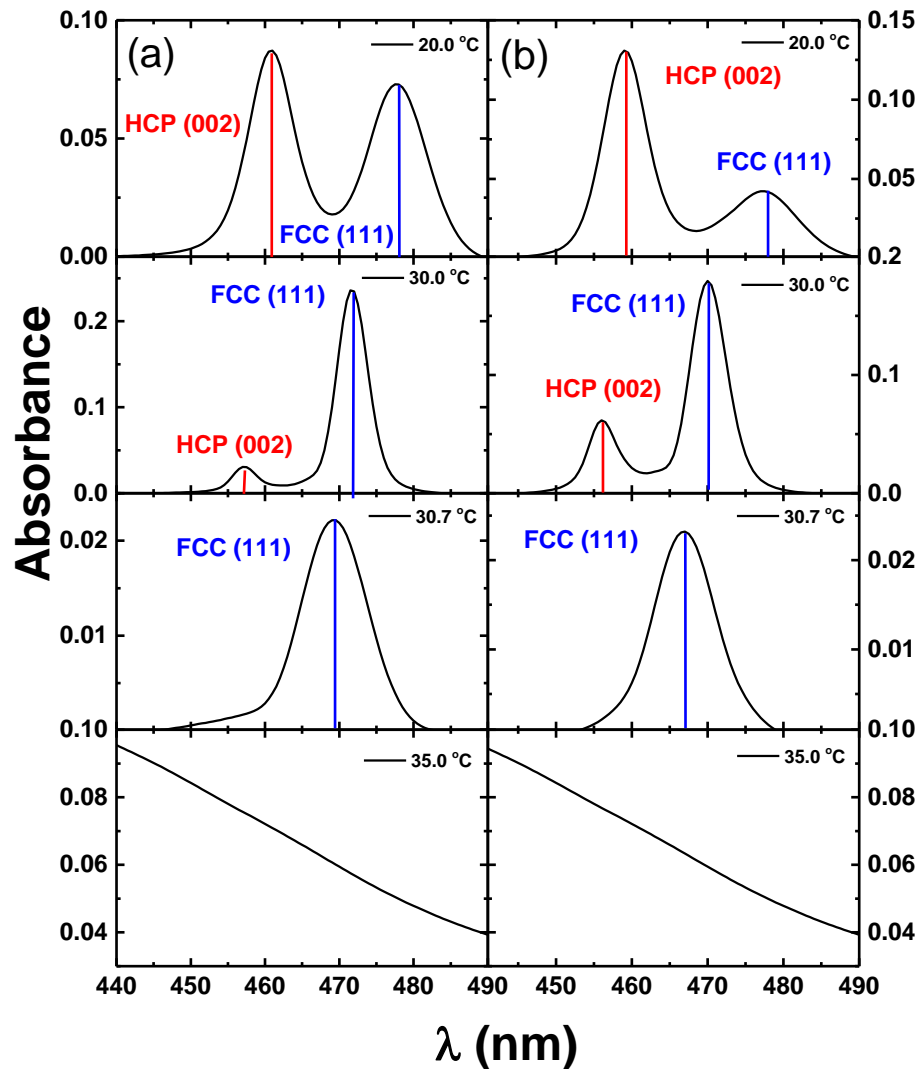 Absorbance
(a)
20.0 °C
HCP (002)
FCC (111)
0.10
0.05
0.00
30.0 °C
FCC (111)
HCP (002)
0.2
0.1
0.0
30.7 °C
FCC (111)
0.02
0.01
0.10
35.0 °C
0.08
0.06
0.04
440 450 460 470 480 490
(b)
20.0 °C
HCP (002)
FCC (111)
0.15
0.10
0.05
0.2
30.0 °C
FCC (111)
HCP (002)
0.1
0.0
30.7 °C
FCC (111)
0.02
0.01
0.10
35.0 °C
0.08
0.06
0.04
450 460 470 480 490
λ (nm)